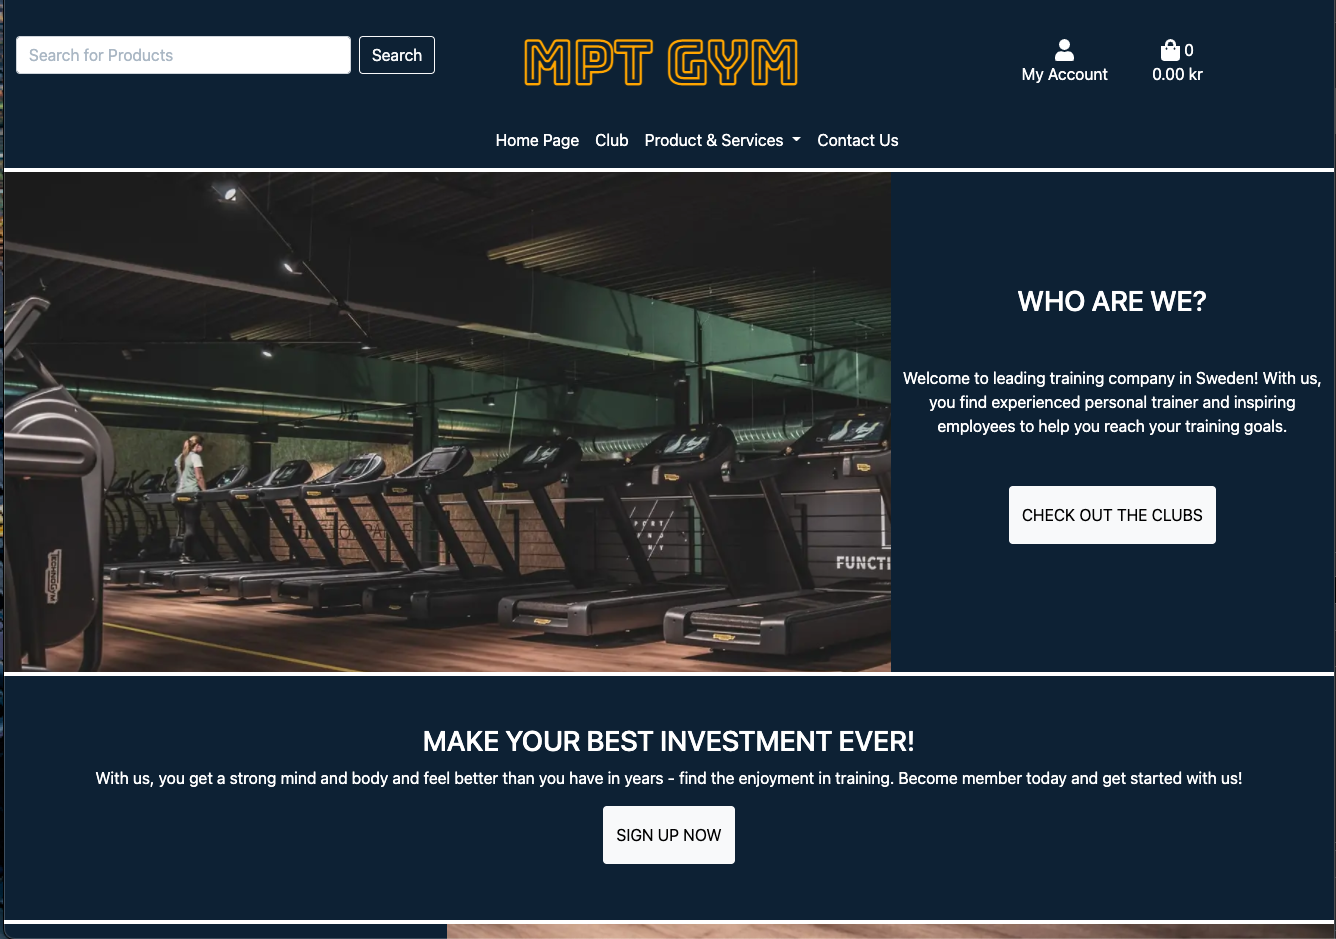 Search for Products
Search
MPT GYM
My Account
0
0.00 kr
Home Page Club Product & Services Contact Us
WHO ARE WE?
Welcome to leading training company in Sweden! With us,
you find experienced personal trainer and inspiring
employees to help you reach your training goals.
CHECK OUT THE CLUBS
FUNCTI
MAKE YOUR BEST INVESTMENT EVER!
With us, you get a strong mind and body and feel better than you have in years - find the enjoyment in training. Become member today and get started with us!
SIGN UP NOW